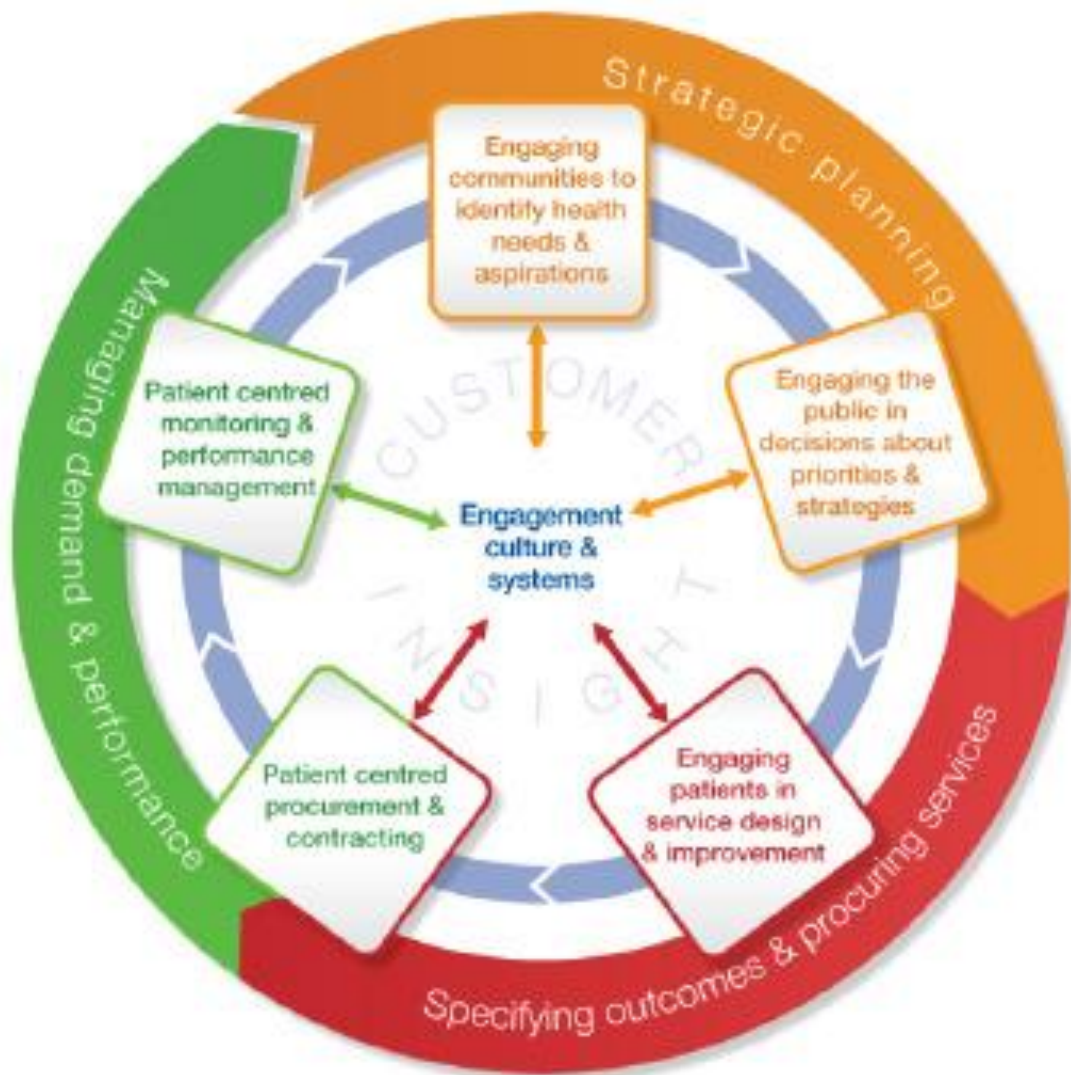 Strategic planning
Engaging
communities to
identify health
needs &
aspirations
Engaging the
public in
decisions about
priorities &
strategies
Specifying outcomes & procuring services
Engaging
patients in
service design
& improvement
Patient centred
procurement &
contracting
Managing demand & performance
Patient centred
monitoring &
performance
management
CUSTOMER
INSIGHT
Engagement
culture &
systems